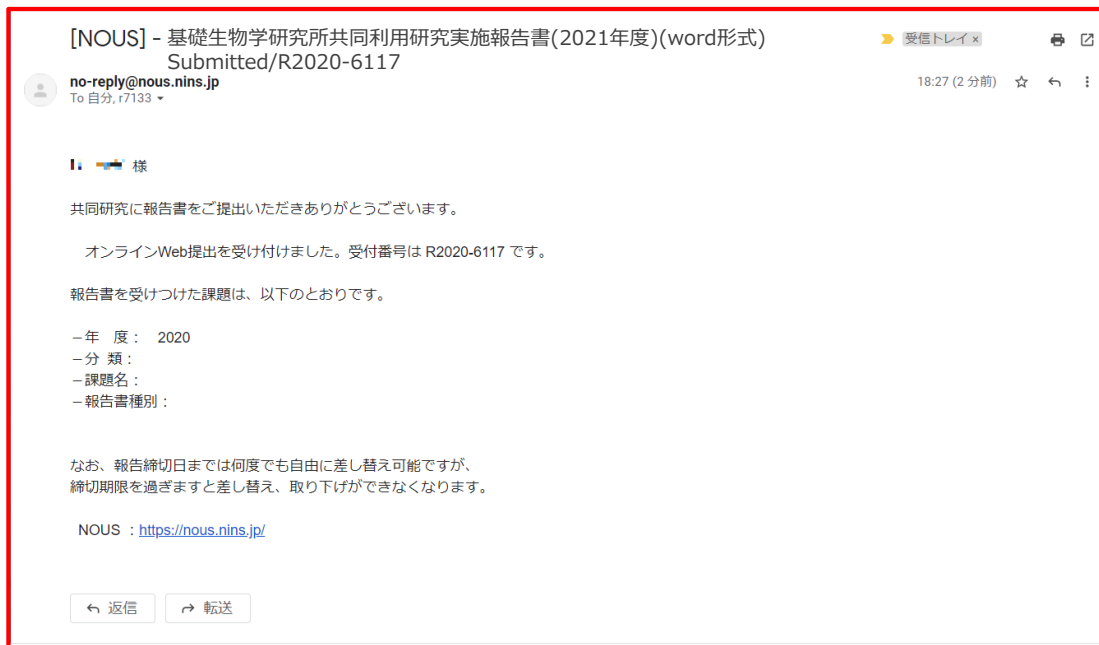 [NOUS] - 基礎生物学研究所共同利用研究実施報告書(2021年度)(word形式)
Submitted/R2020-6117
受信トレイ ×
no-reply@nous.nins.jp
18:27 (2 分前)
To 自分, r7133
様
共同研究に報告書をご提出いただきありがとうございます。
オンラインWeb提出を受け付けました。受付番号は R2020-6117 です。
報告書を受けつけた課題は、以下のとおりです。
－年　度：　2020
－分 類：
－課題名：
－報告書種別：
なお、報告締切日までは何度でも自由に差し替え可能ですが、
締切期限を過ぎますと差し替え、取り下げができなくなります。
NOUS ：https://nous.nins.jp/
返信 転送